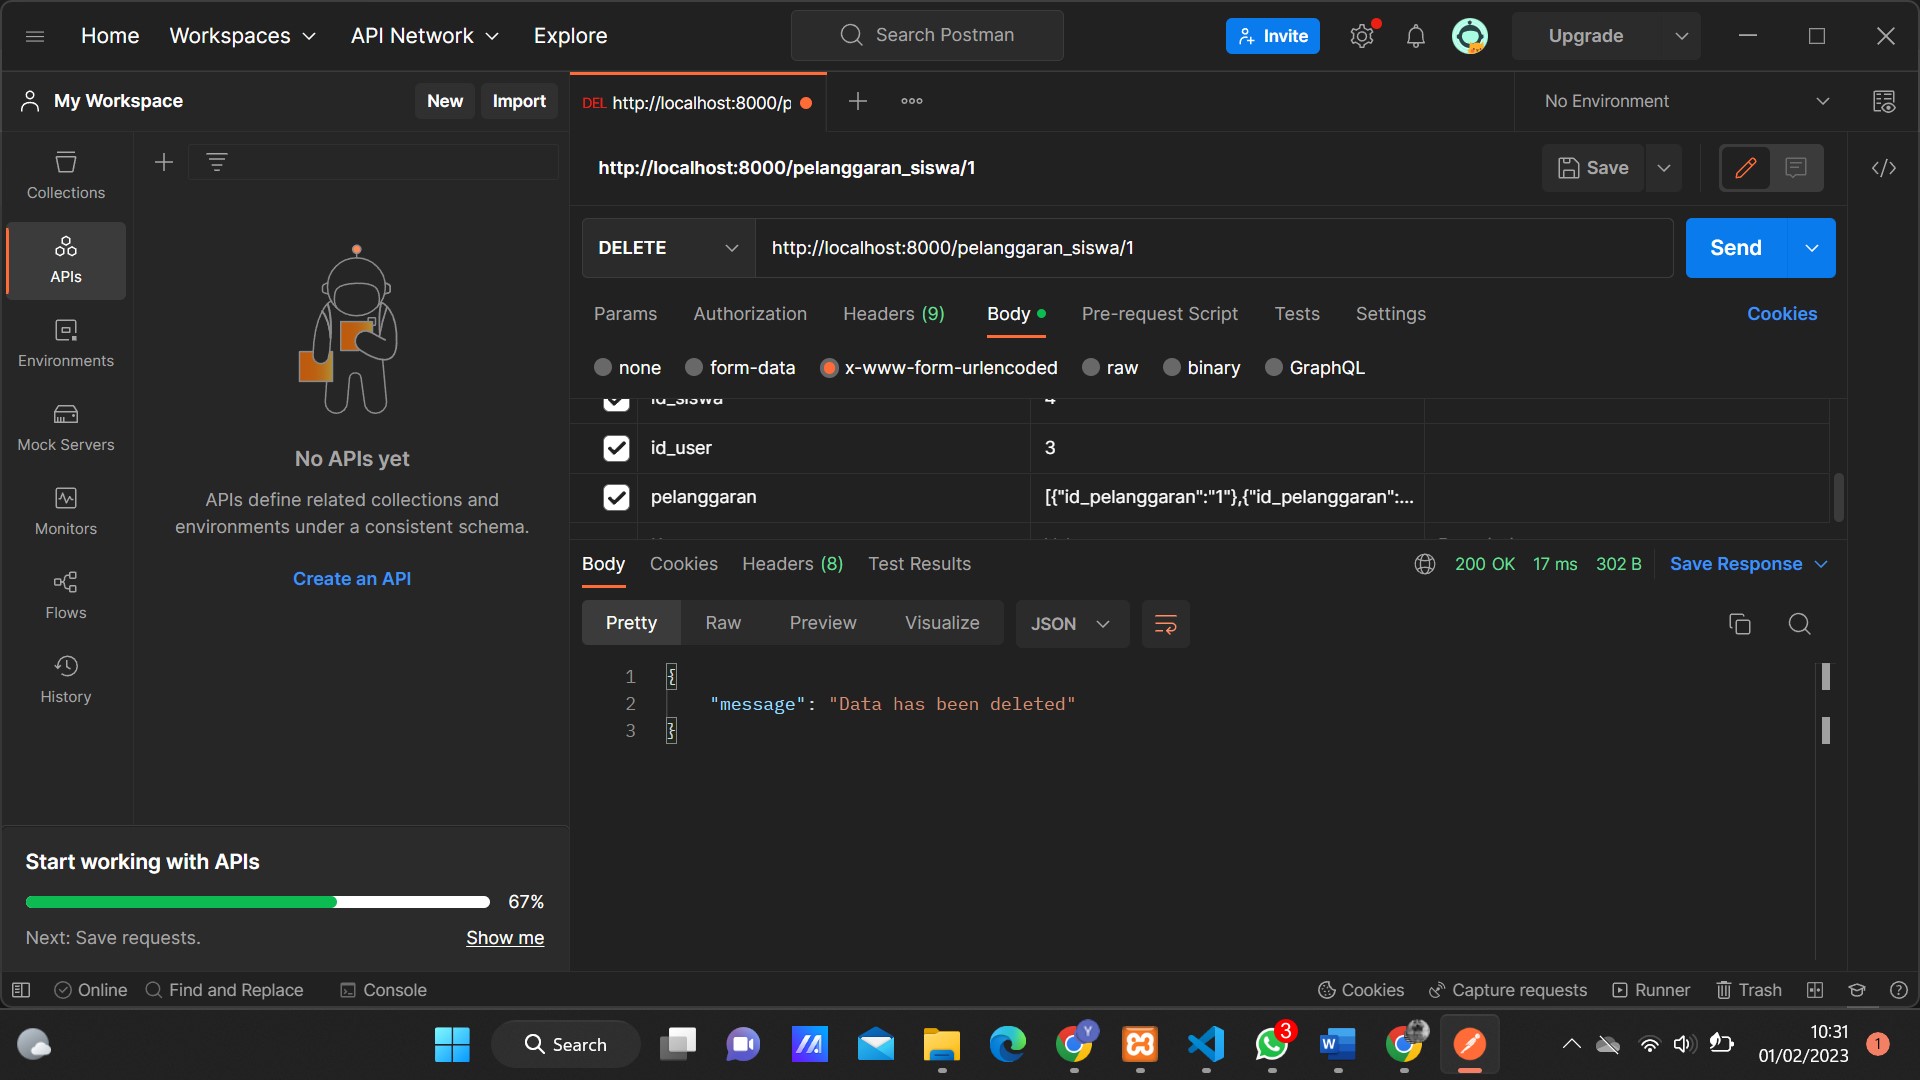 Home Workspaces API Network Explore Search Postman Invite Upgrade
My Workspace New Import DEL http://localhost:8000/p No Environment
http://localhost:8000/pelanggaran_siswa/1 Save
Collections
APIs
Environments
Mock Servers
Monitors
Flows
History
No APIs yet
APIs define related collections and
environments under a consistent schema.
Create an API
DELETE http://localhost:8000/pelanggaran_siswa/1 Send
Params Authorization Headers (9) Body Pre-request Script Tests Settings Cookies
none form-data x-www-form-urlencoded raw binary GraphQL
id_siswa 4
id_user 3
pelanggaran [{"id_pelanggaran":"1"},{"id_pelanggaran":...
Body Cookies Headers (8) Test Results 200 OK 17 ms 302 B Save Response
Pretty Raw Preview Visualize JSON
1 {
2 "message": "Data has been deleted"
3 }
Start working with APIs
67%
Next: Save requests. Show me
Online Find and Replace Console Cookies Capture requests Runner Trash
Search Y 3 W 10:31
01/02/2023 1